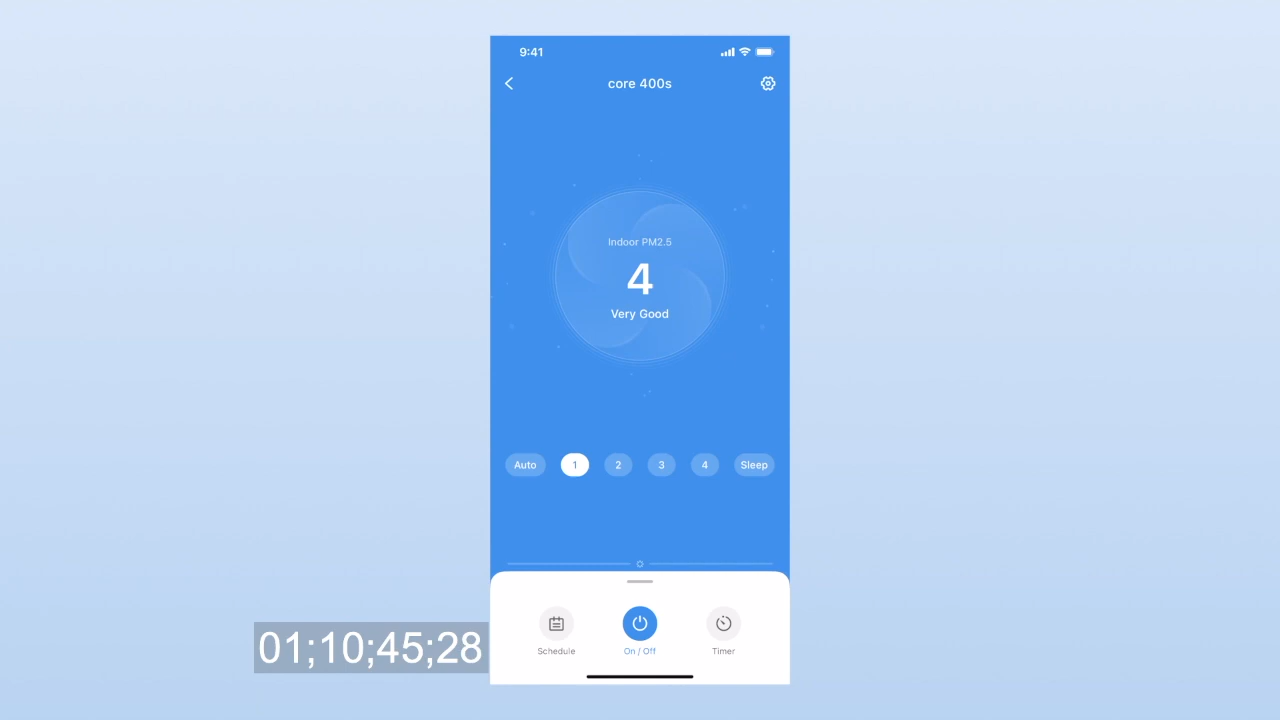 9:41
core 400s
Indoor PM2.5
4
Very Good
Auto 1 2 3 4 Sleep
Schedule On / Off Timer
01;10;45;28